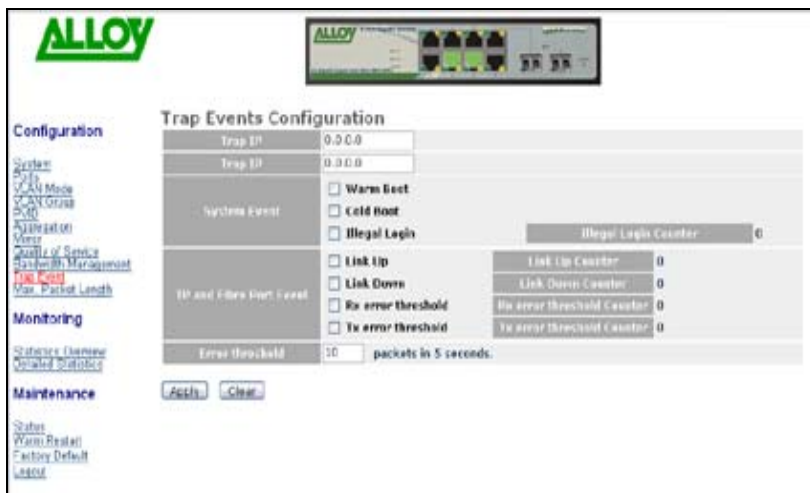 ALLOY
ALLOY
Configuration
System
Ports
VLAN Mode
VLAN Group
PVID
Aggregation
Mirror
Quality of Service
Bandwidth Management
Trap Event
Max. Packet Length
Monitoring
Statistics Overview
Detailed Statistics
Maintenance
Status
Warm Restart
Factory Default
Logout
Trap Events Configuration
Trap IP 0.0.0.0
Trap IP 0.0.0.0
System Event
Warm Boot
Cold Boot
Illegal Login Illegal Login Counter 0
TP and Fibre Port Event
Link Up Link Up Counter 0
Link Down Link Down Counter 0
Rx error threshold Rx error threshold Counter 0
Tx error threshold Tx error threshold Counter 0
Error threshold 10 packets in 5 seconds.
Apply Clear